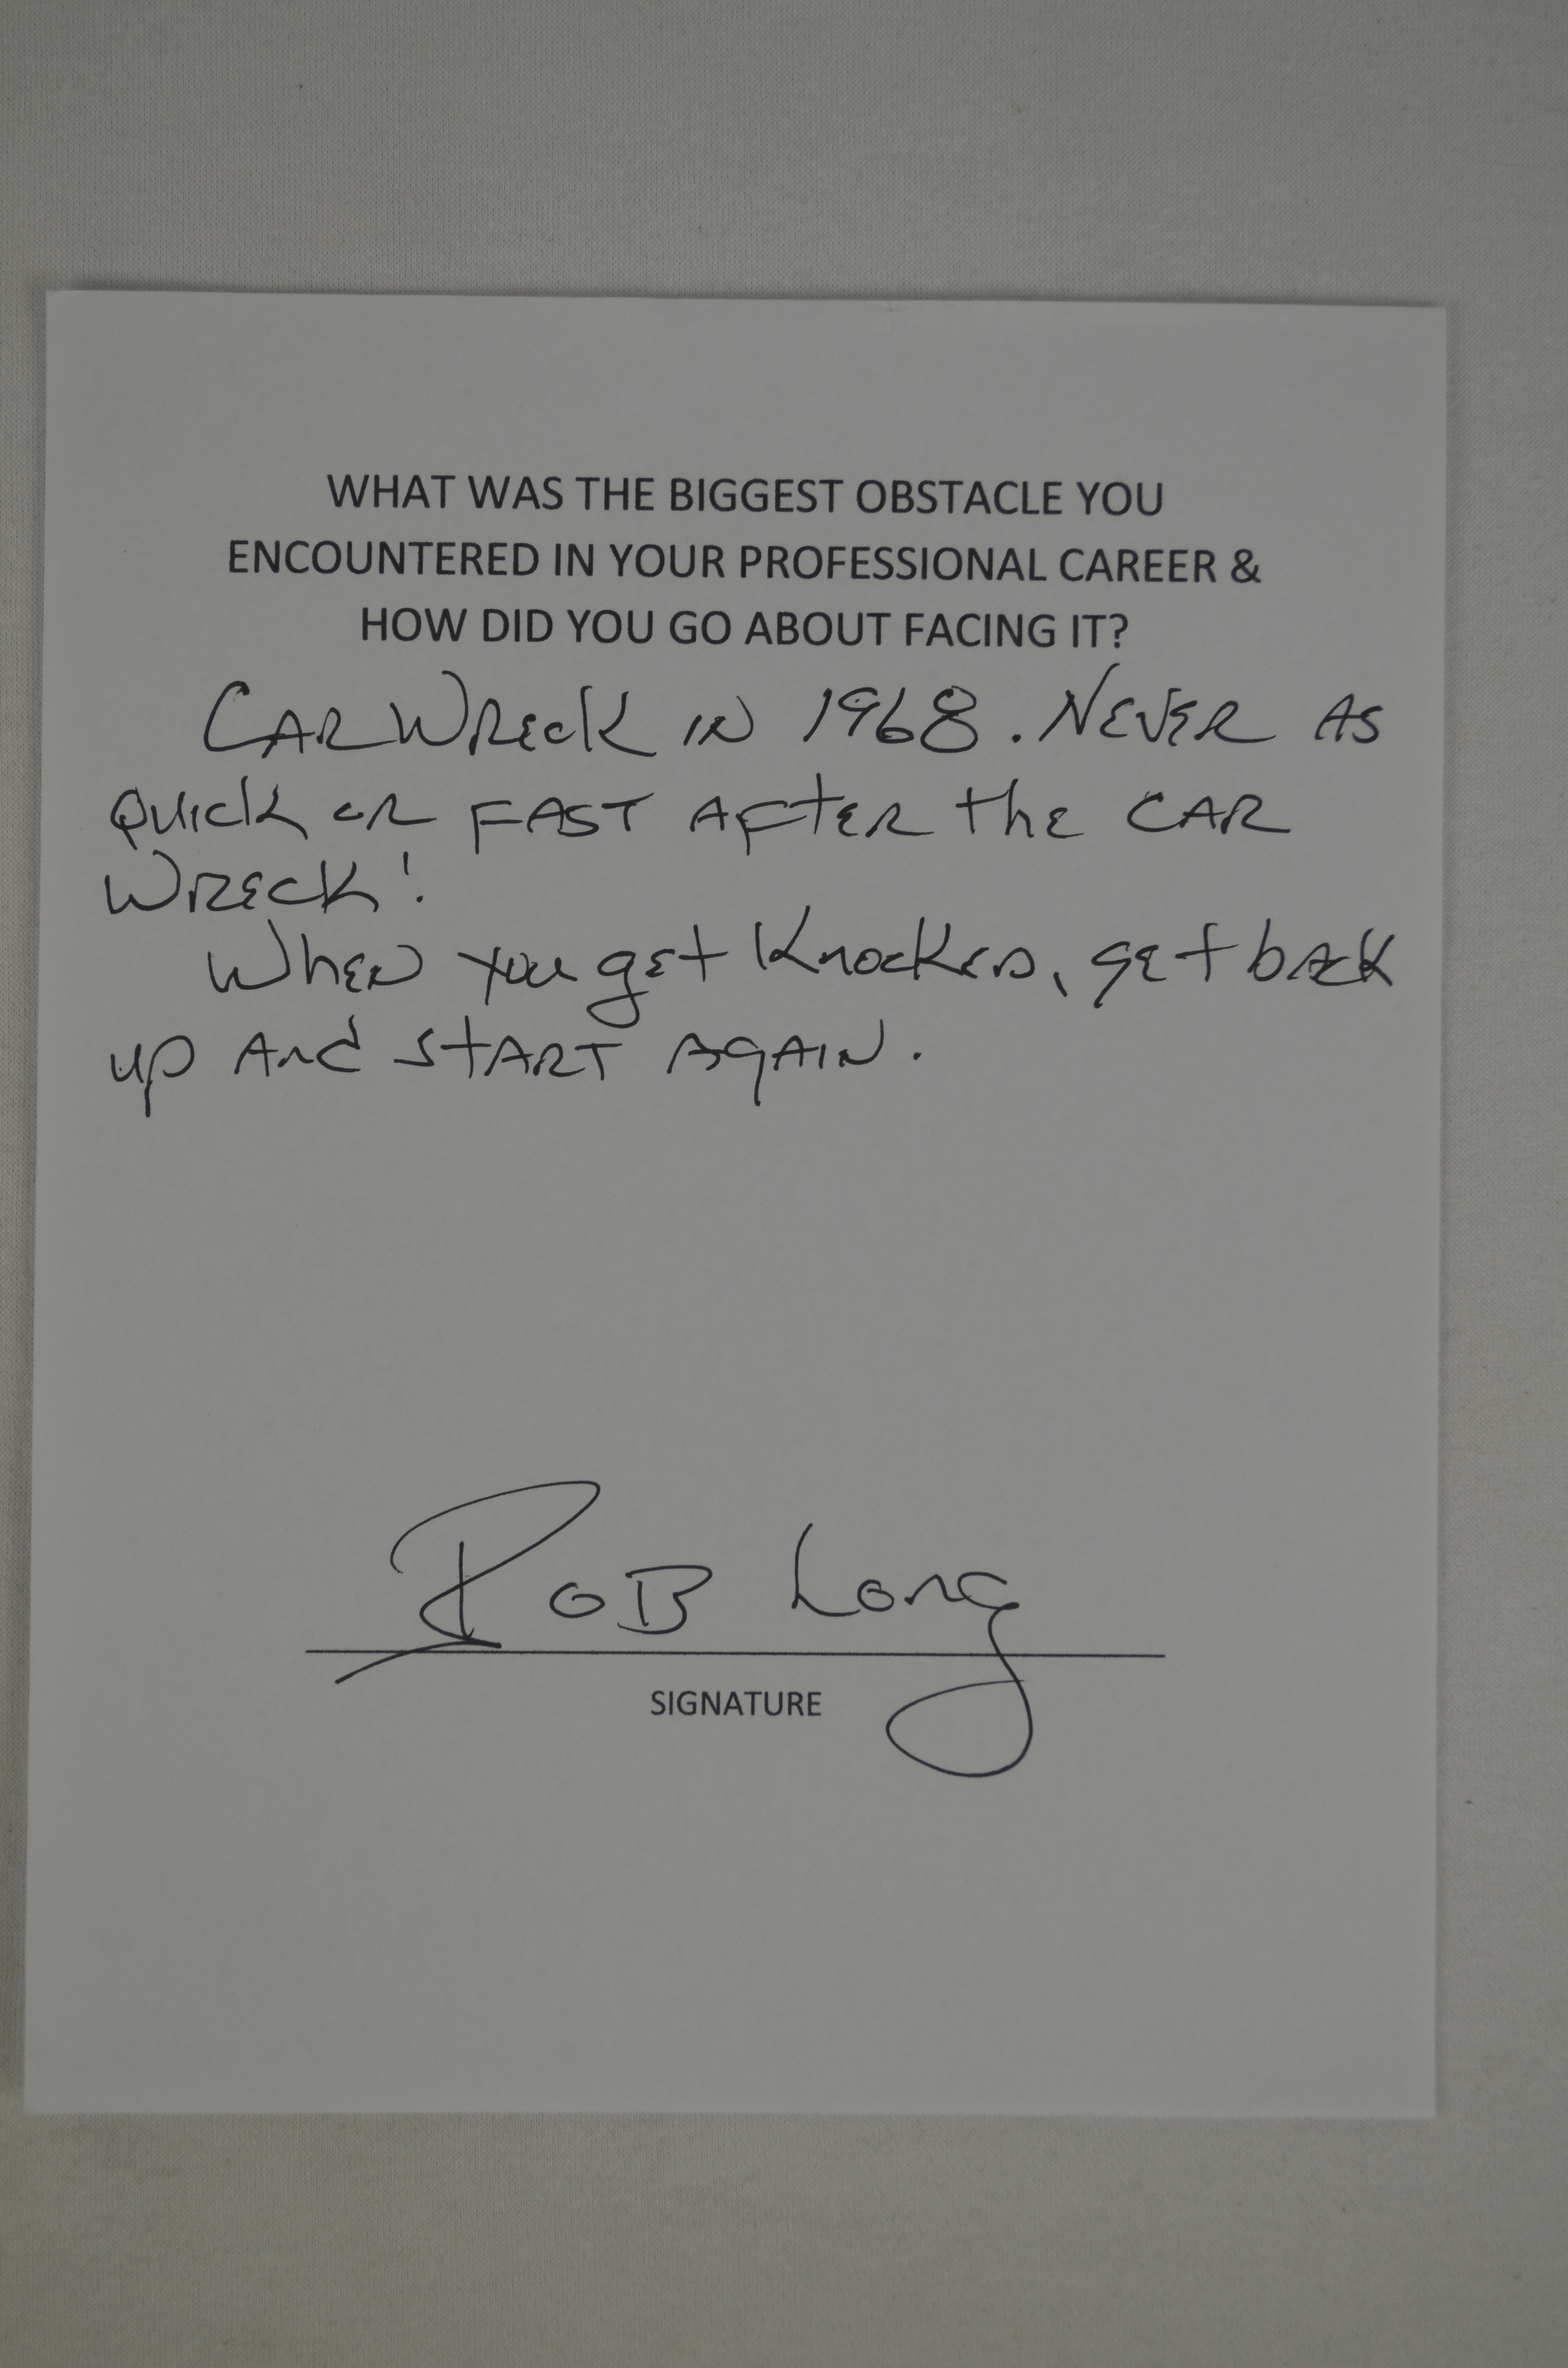 WHAT WAS THE BIGGEST OBSTACLE YOU
ENCOUNTERED IN YOUR PROFESSIONAL CAREER &
HOW DID YOU GO ABOUT FACING IT?
CAR WRECK IN 1968. NEVER AS
QUICK OR FAST AFTER the CAR
WRECK!
When you get Knocked, get back
up And START AGAIN.
ROB Long
SIGNATURE